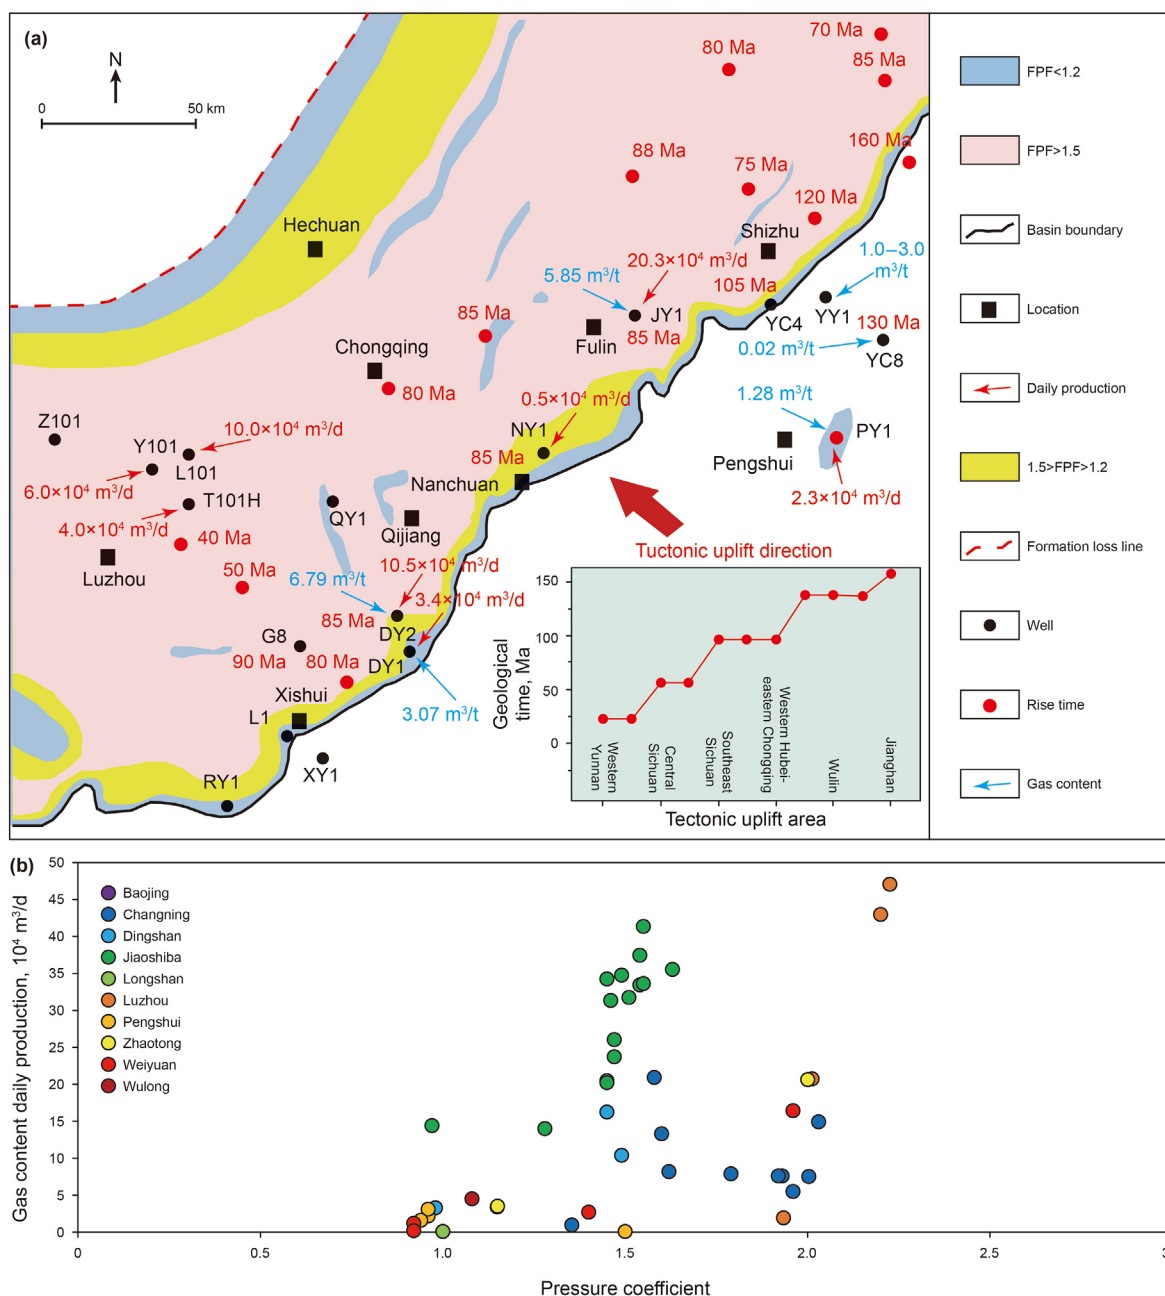 (a)
N
0
50 km
70 Ma
80 Ma
85 Ma
160 Ma
88 Ma
75 Ma
120 Ma
Hechuan
Shizhu
1.0–3.0
m³/t
20.3×10⁴ m³/d
5.85 m³/t
105 Ma
85 Ma
JY1
YC4
YY1
130 Ma
Fulin
85 Ma
Chongqing
0.02 m³/t
YC8
80 Ma
1.28 m³/t
0.5×10⁴ m³/d
Z101
Y101
10.0×10⁴ m³/d
NY1
PY1
L101
85 Ma
Pengshui
6.0×10⁴ m³/d
Nanchuan
T101H
2.3×10⁴ m³/d
4.0×10⁴ m³/d
QY1
40 Ma
Qijiang
Tuctonic uplift direction
Luzhou
10.5×10⁴ m³/d
50 Ma
6.79 m³/t
3.4×10⁴ m³/d
85 Ma
G8
DY2
90 Ma
80 Ma
DY1
Xishui
L1
3.07 m³/t
XY1
RY1
Geological
time, Ma
150
100
50
0
Western
Yunnan
Central
Sichuan
Southeast
Sichuan
Western Hubei-
eastern Chongqing
Wulin
Jianghan
Tectonic uplift area
FPF<1.2
FPF>1.5
Basin boundary
Location
Daily production
1.5>FPF>1.2
Formation loss line
Well
Rise time
Gas content
(b)
Gas content daily production, 10⁴ m³/d
50
45
40
35
30
25
20
15
10
5
0
Baojing
Changning
Dingshan
Jiaoshiba
Longshan
Luzhou
Pengshui
Zhaotong
Weiyuan
Wulong
0
0.5
1.0
1.5
2.0
2.5
3
Pressure coefficient